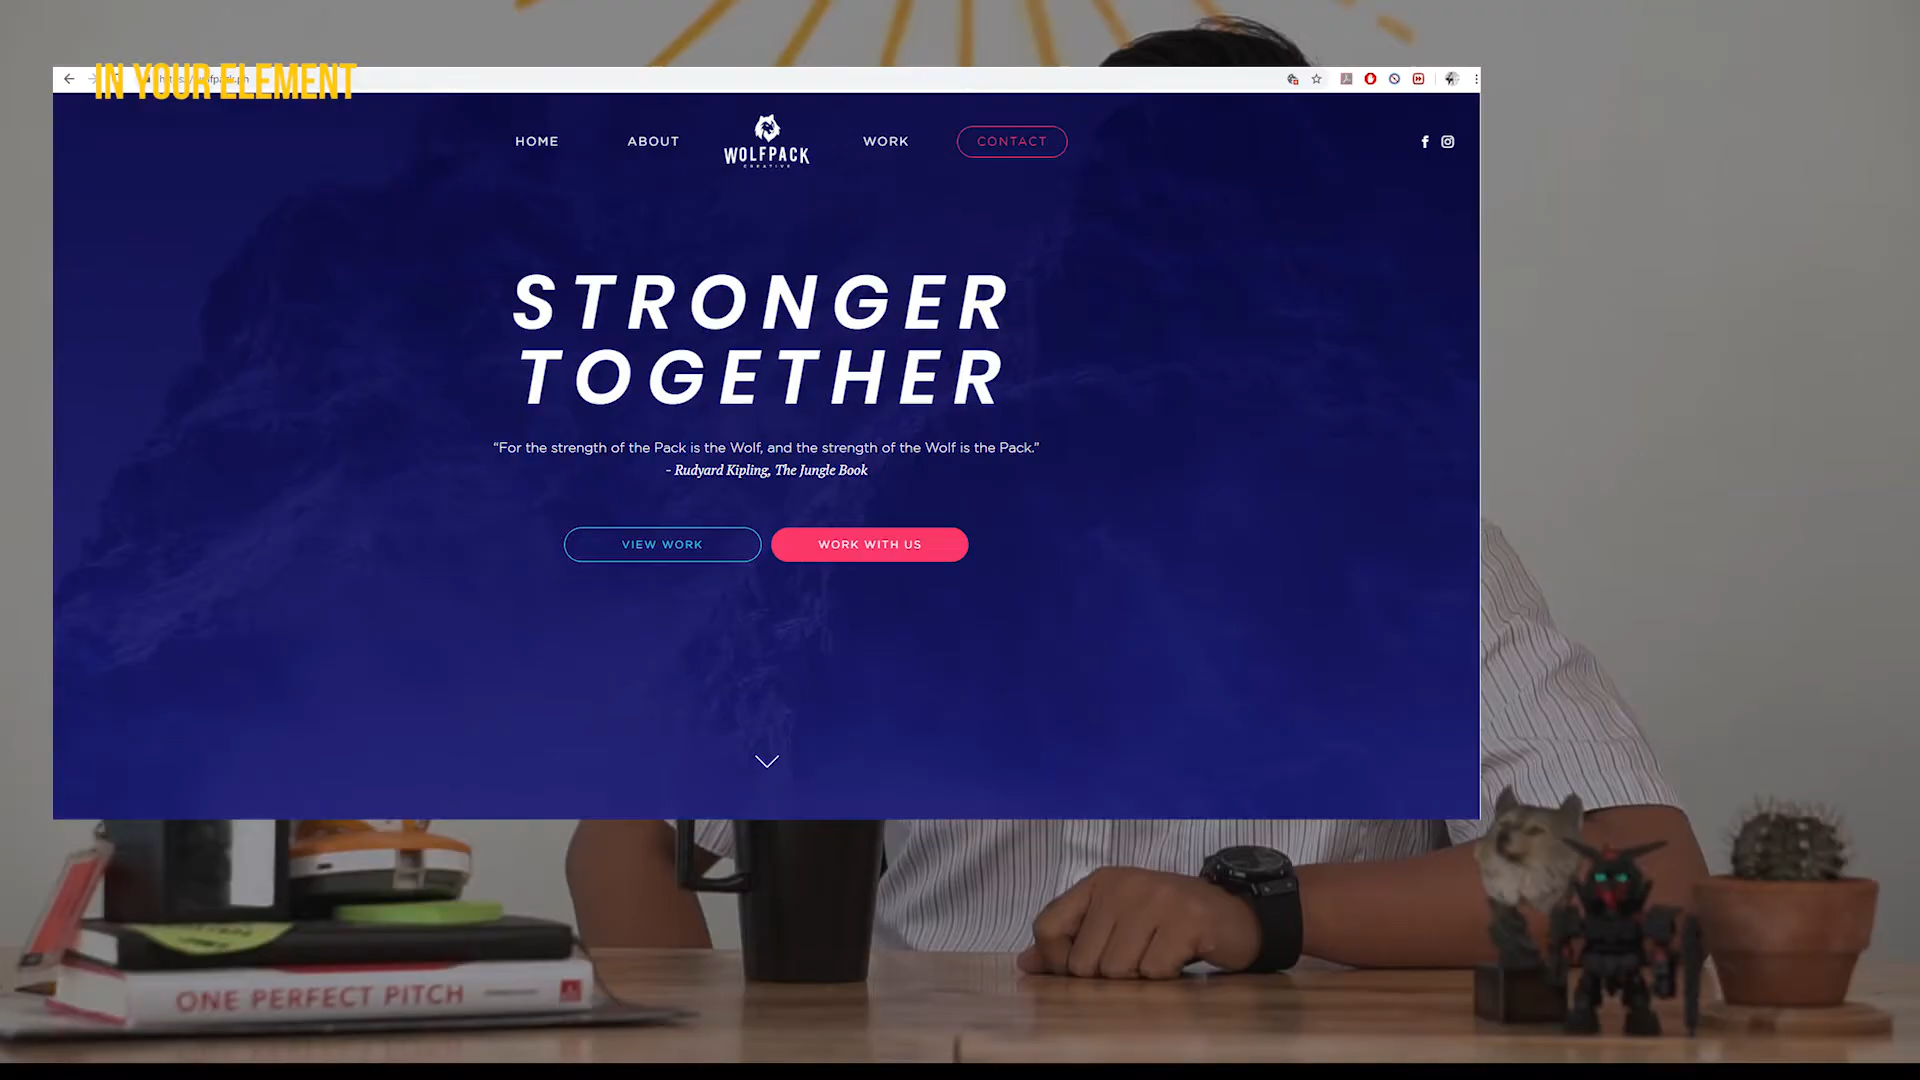 IN YOUR ELEMENT
HOME
ABOUT
WOLFPACK
CREATIVE
WORK
CONTACT
STRONGER
TOGETHER
“For the strength of the Pack is the Wolf, and the strength of the Wolf is the Pack.”
- Rudyard Kipling, The Jungle Book
VIEW WORK
WORK WITH US
ONE PERFECT PITCH